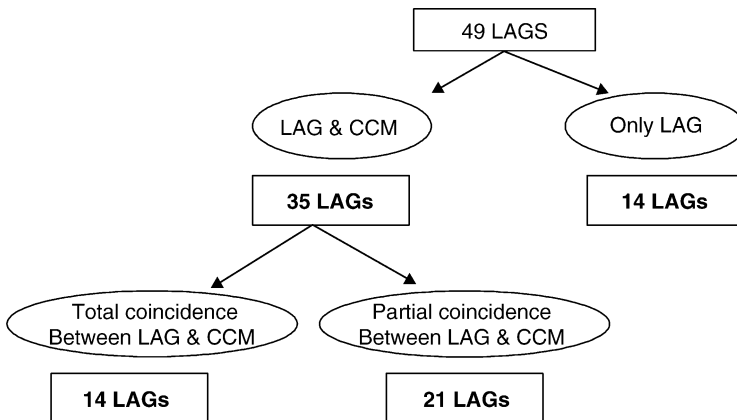 49 LAGS
LAG & CCM
Only LAG
35 LAGs
14 LAGs
Total coincidence
Between LAG & CCM
Partial coincidence
Between LAG & CCM
14 LAGs
21 LAGs